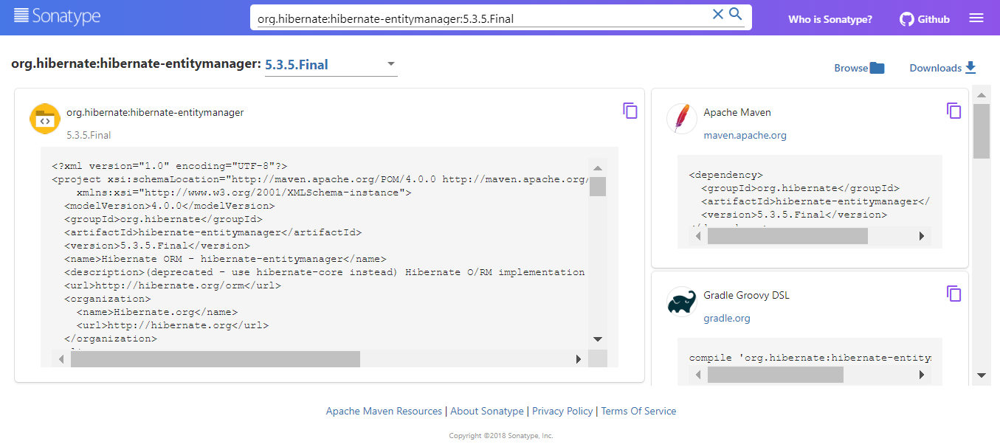 Sonatype
org.hibernate:hibernate-entitymanager:5.3.5.Final
Who is Sonatype?
Github
org.hibernate:hibernate-entitymanager: 5.3.5.Final
Browse
Downloads
org.hibernate:hibernate-entitymanager
5.3.5.Final
<?xml version="1.0" encoding="UTF-8"?>
<project xsi:schemaLocation="http://maven.apache.org/POM/4.0.0 http://maven.apache.org/
xmlns:xsi="http://www.w3.org/2001/XMLSchema-instance">
<modelVersion>4.0.0</modelVersion>
<groupId>org.hibernate</groupId>
<artifactId>hibernate-entitymanager</artifactId>
<version>5.3.5.Final</version>
<name>Hibernate ORM - hibernate-entitymanager</name>
<description>(deprecated - use hibernate-core instead) Hibernate O/RM implementation
<url>http://hibernate.org/orm</url>
<organization>
<name>Hibernate.org</name>
<url>http://hibernate.org</url>
</organization>
Apache Maven
maven.apache.org
<dependency>
<groupId>org.hibernate</groupId>
<artifactId>hibernate-entitymanager</
<version>5.3.5.Final</version>
Gradle Groovy DSL
gradle.org
compile 'org.hibernate:hibernate-entity
Apache Maven Resources | About Sonatype | Privacy Policy | Terms Of Service
Copyright ©2018 Sonatype, Inc.